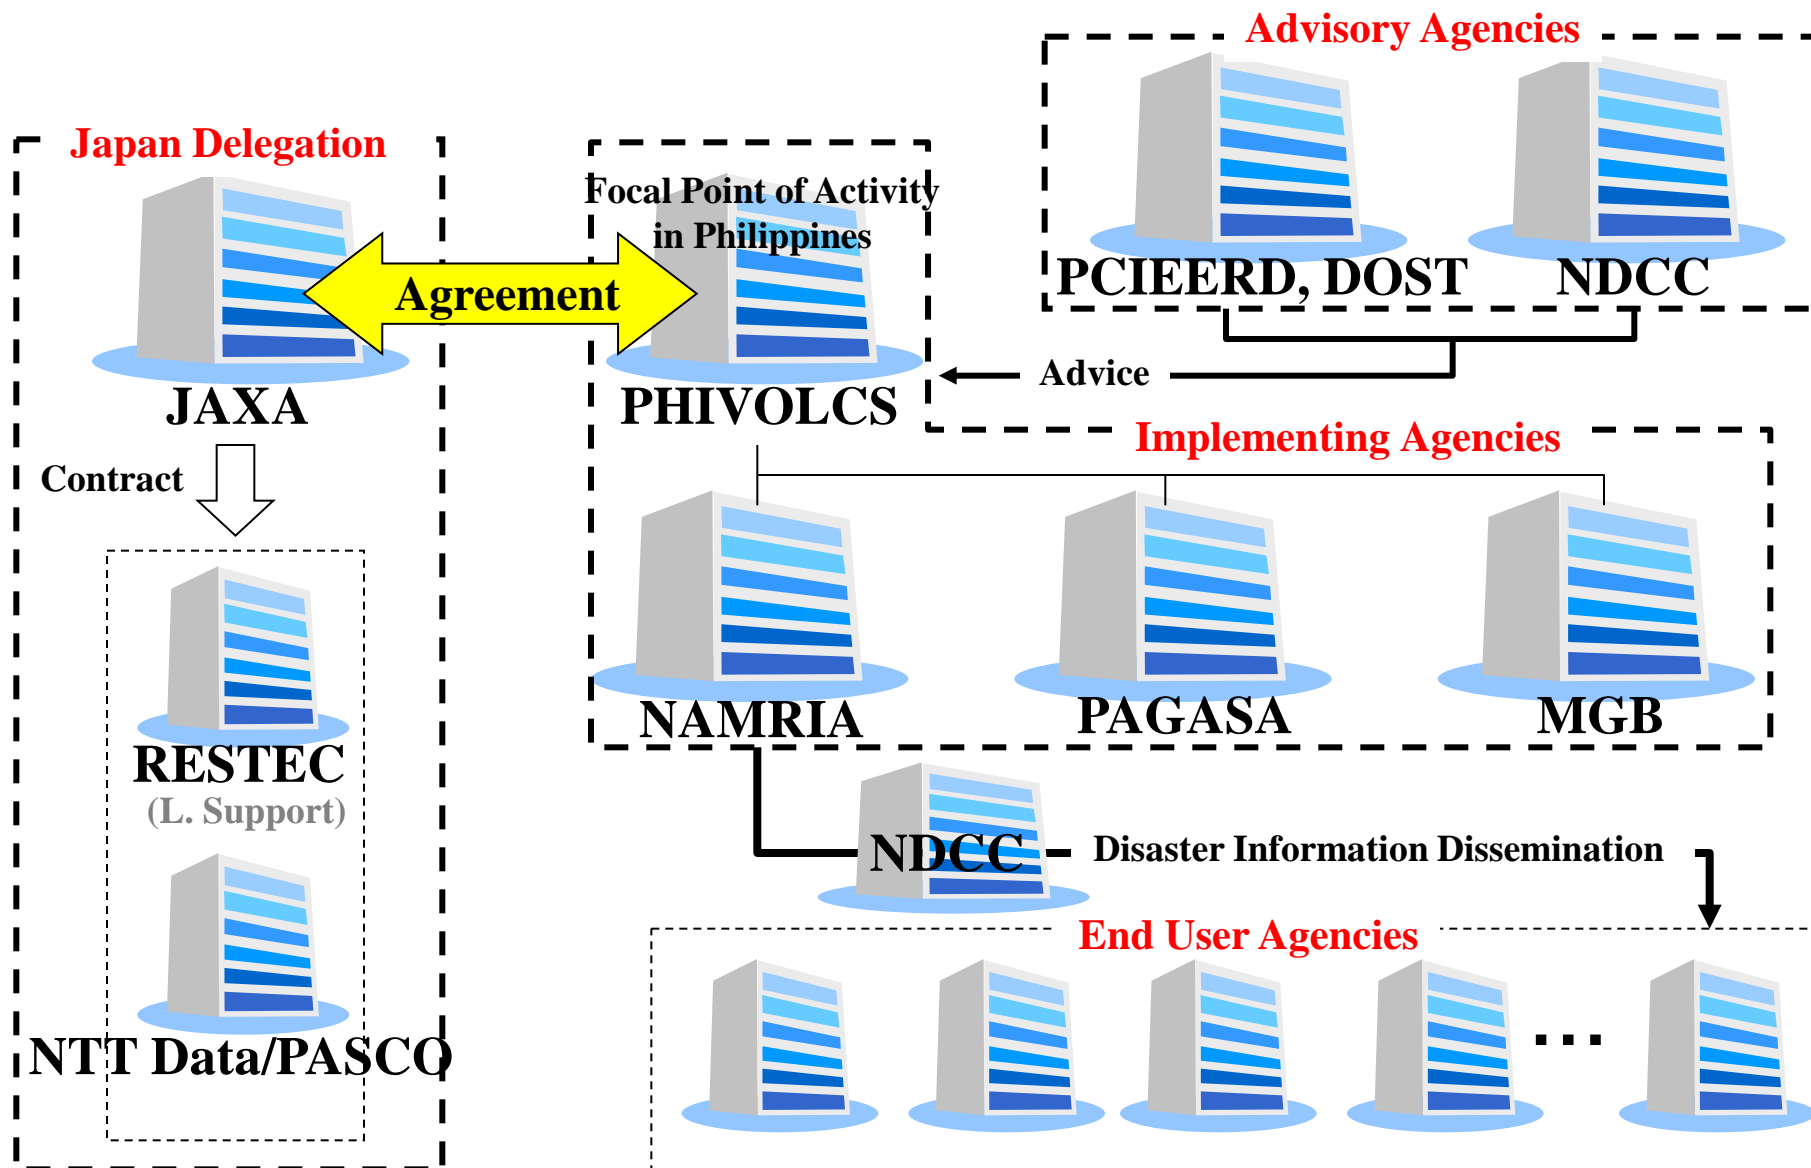 Advisory Agencies
PCIEERD, DOST
NDCC
Japan Delegation
JAXA
Agreement
Focal Point of Activity
in Philippines
PHIVOLCS
Advice
Contract
RESTEC
(L. Support)
NTT Data/PASCO
Implementing Agencies
NAMRIA
PAGASA
MGB
NDCC
Disaster Information Dissemination
End User Agencies
...